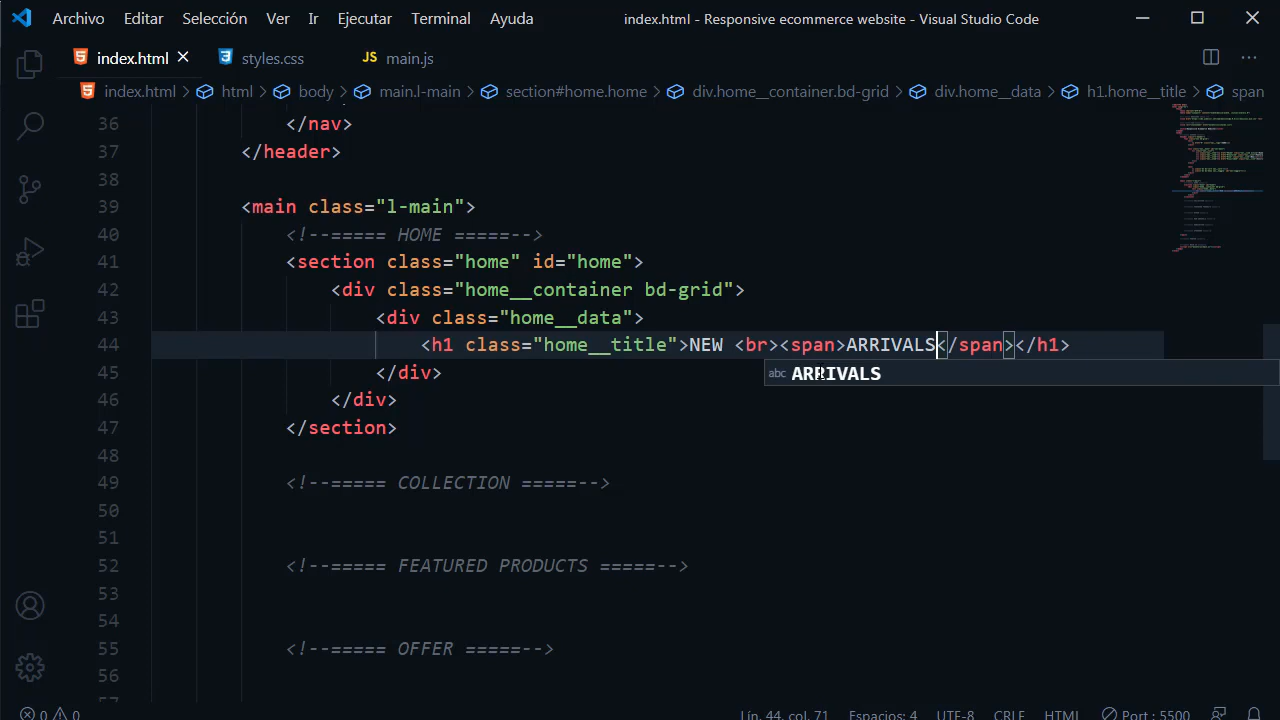 Archivo Editar Selección Ver Ir Ejecutar Terminal Ayuda index.html - Responsive ecommerce website - Visual Studio Code
index.html styles.css JS main.js
index.html > html > body > main.l-main > section#home.home > div.home__container.bd-grid > div.home__data > h1.home__title > span
36 </nav>
37 </header>
38
39 <main class="l-main">
40 <!--===== HOME =====-->
41 <section class="home" id="home">
42 <div class="home__container bd-grid">
43 <div class="home__data">
44 <h1 class="home__title">NEW <br><span>ARRIVALS</span></h1>
abc ARRIVALS
45 </div>
46 </div>
47 </section>
48
49 <!--===== COLLECTION =====-->
50
51
52 <!--===== FEATURED PRODUCTS =====-->
53
54
55 <!--===== OFFER =====-->
56
57
0 0 Lín. 44, col. 71 Espacios: 4 UTF-8 CRLF HTML Port : 5500